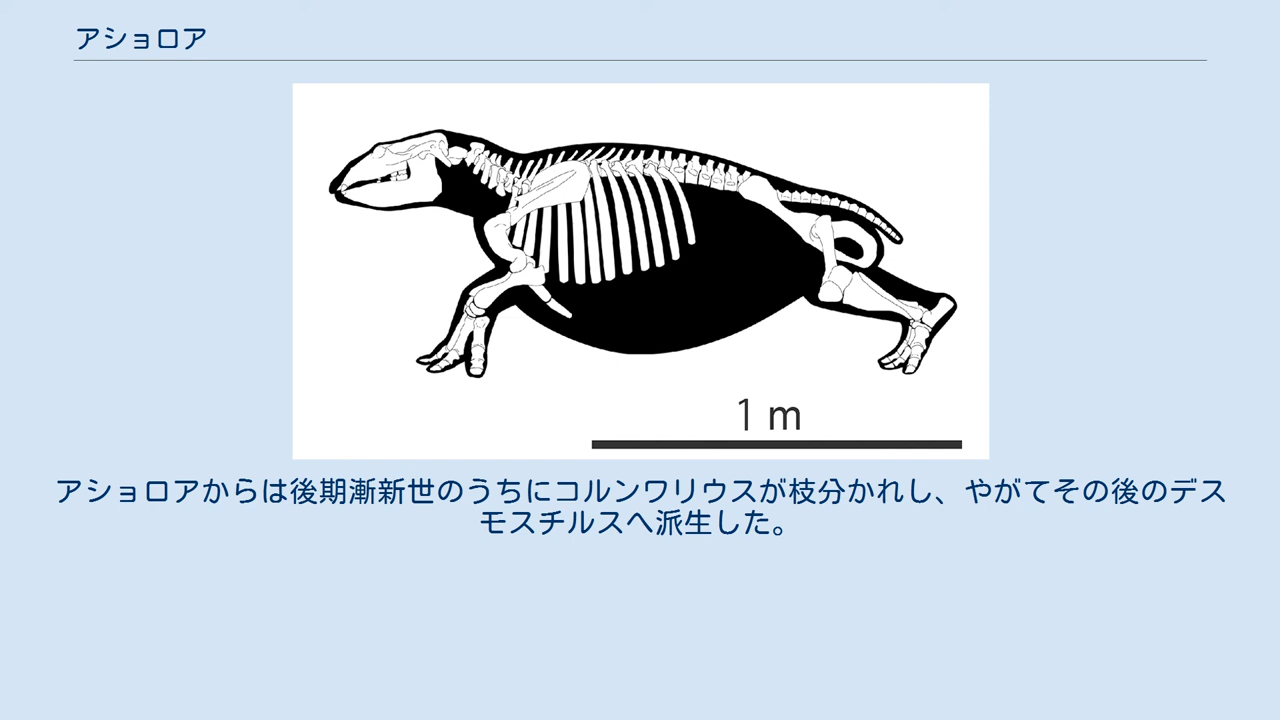 アショロア
1 m
アショロアからは後期漸新世のうちにコルンワリウスが枝分かれし、やがてその後のデス
モスチルスへ派生した。